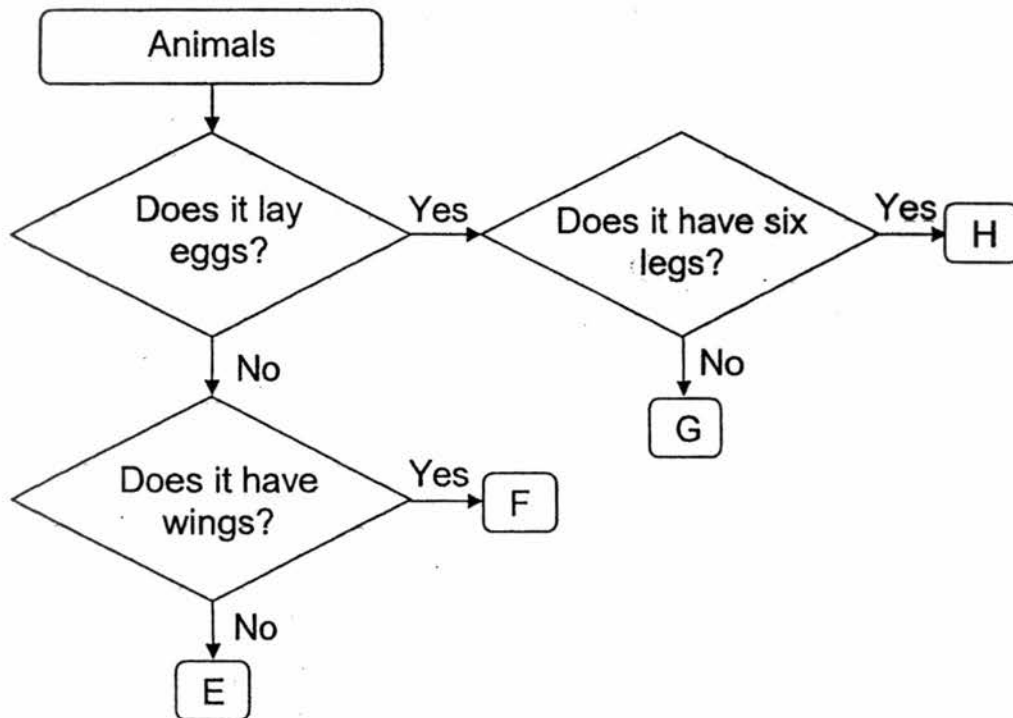 Animals
Does it lay
eggs?
Yes
Does it have six
legs?
Yes
H
No
G
No
Does it have
wings?
Yes
F
No
E